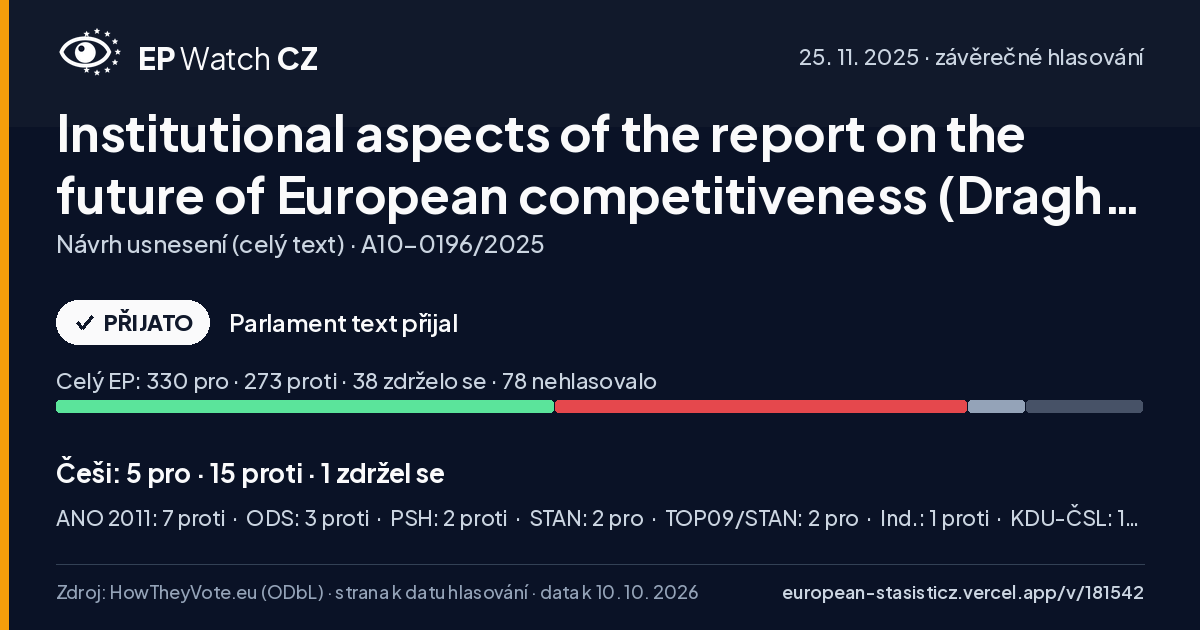 EP Watch CZ
25. 11. 2025 · závěrečné hlasování
Institutional aspects of the report on the
future of European competitiveness (Dragh…
Návrh usnesení (celý text) · A10-0196/2025
✓ PŘIJATO
Parlament text přijal
Celý EP: 330 pro · 273 proti · 38 zdrželo se · 78 nehlasovalo
Češi: 5 pro · 15 proti · 1 zdržel se
ANO 2011: 7 proti · ODS: 3 proti · PSH: 2 proti · STAN: 2 pro · TOP09/STAN: 2 pro · Ind.: 1 proti · KDU-ČSL: 1…
Zdroj: HowTheyVote.eu (ODbL) · strana k datu hlasování · data k 10. 10. 2026
european-stasisticz.vercel.app/v/181542